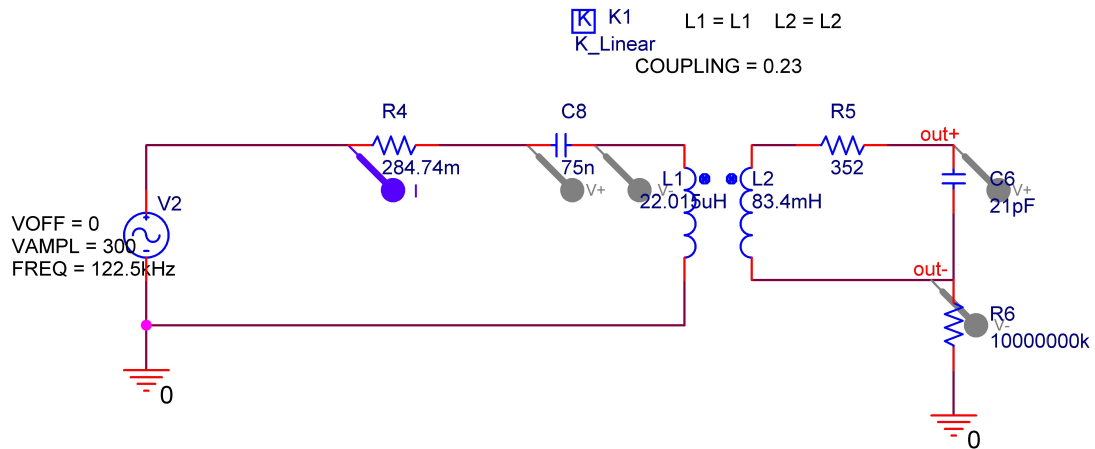 K K1 L1 = L1 L2 = L2
K_Linear
COUPLING = 0.23
R4 C8 R5
out+
284.74m 75n 352
I V+ V- L1 L2 C6 V+
22.015uH 83.4mH 21pF
V2
VOFF = 0
VAMPL = 300
FREQ = 122.5kHz
out-
R6
V-
10000000k
0
0